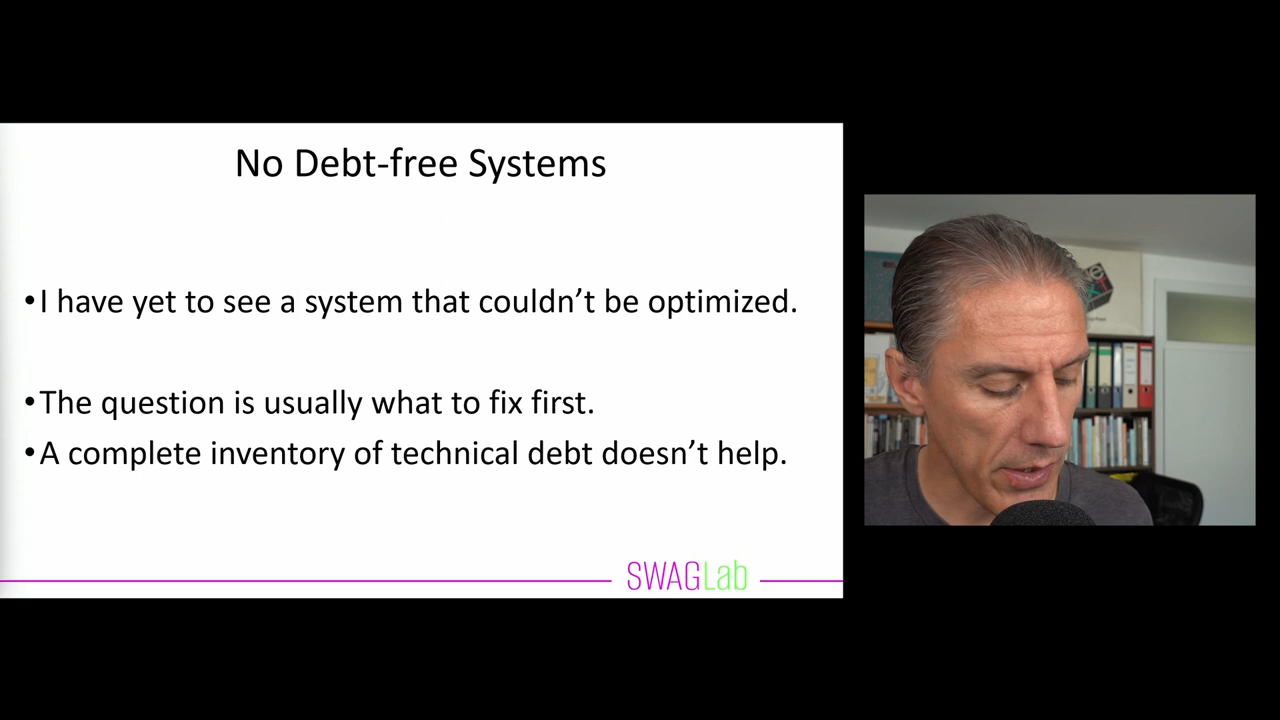 No Debt-free Systems
•I have yet to see a system that couldn’t be optimized.
•The question is usually what to fix first.
•A complete inventory of technical debt doesn’t help.
SWAGLab